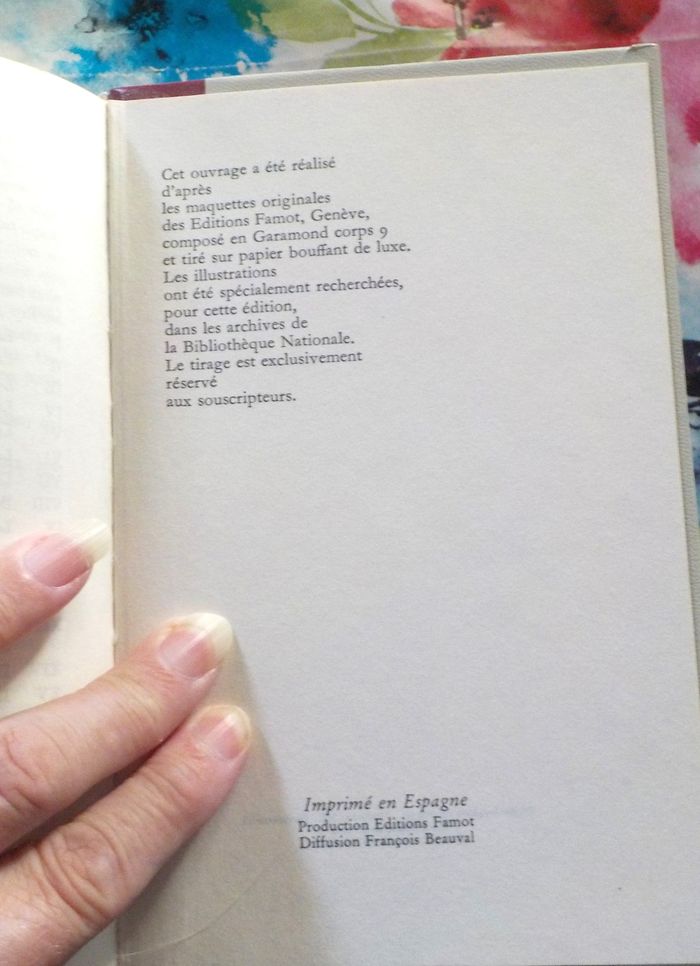 Cet ouvrage a été réalisé
d'après
les maquettes originales
des Editions Famot, Genève,
composé en Garamond corps 9
et tiré sur papier bouffant de luxe.
Les illustrations
ont été spécialement recherchées,
pour cette édition,
dans les archives de
la Bibliothèque Nationale.
Le tirage est exclusivement
réservé
aux souscripteurs.
Imprimé en Espagne
Production Editions Famot
Diffusion François Beauval